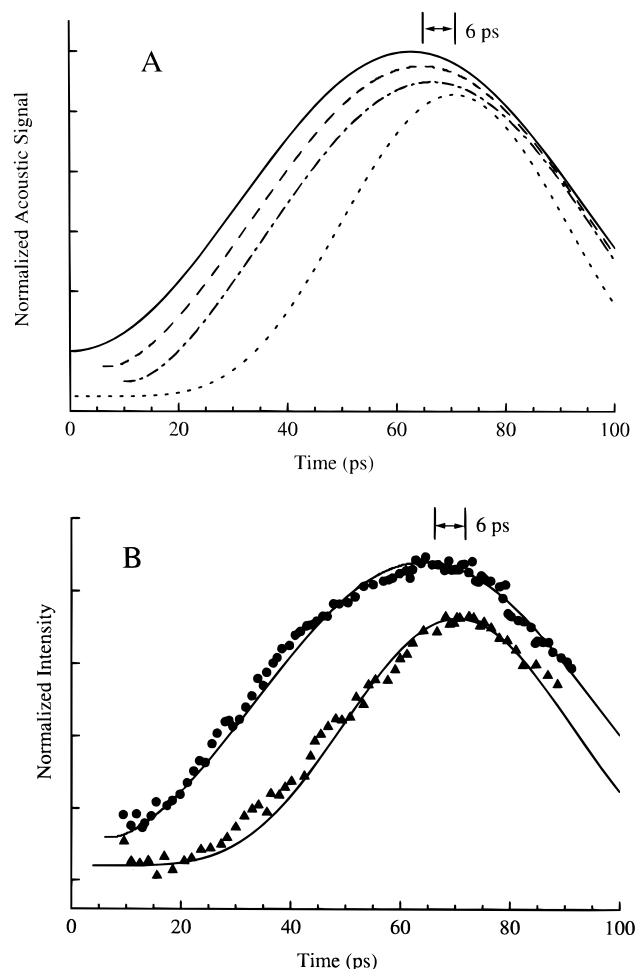 6 ps
A
Normalized Acoustic Signal
0 20 40 60 80 100
Time (ps)
6 ps
B
Normalized Intensity
0 20 40 60 80 100
Time (ps)